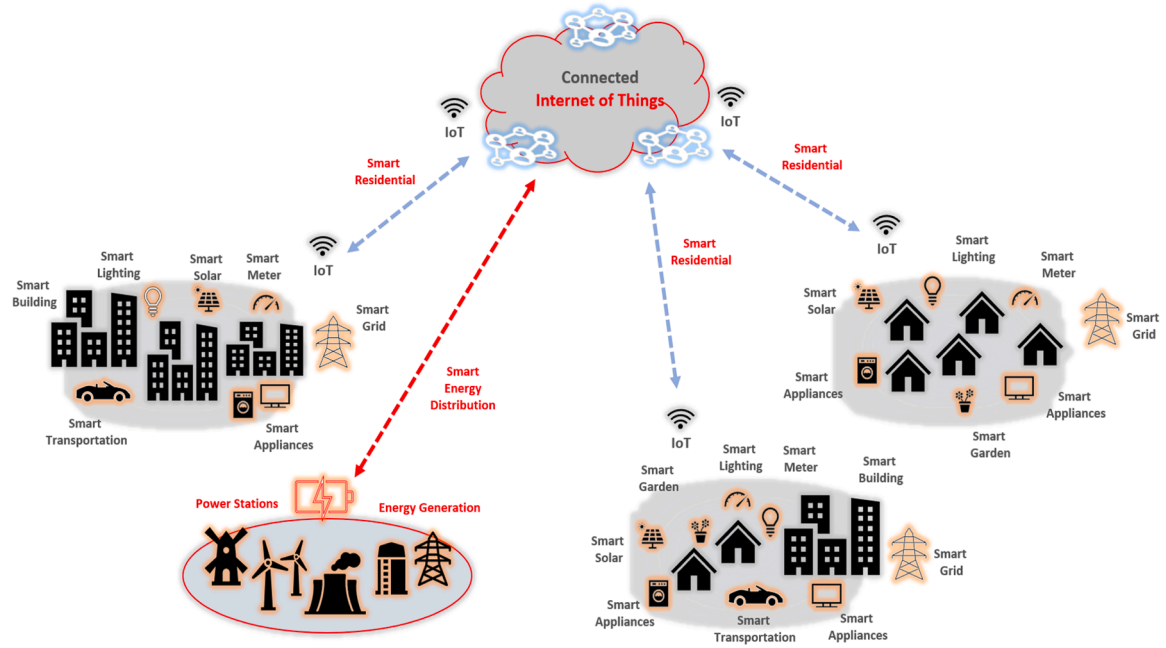 Connected
Internet of Things
IoT
IoT
Smart
Residential
Smart
Residential
Smart
Residential
Smart
Energy
Distribution
IoT
Smart
Building
Smart
Lighting
Smart
Solar
Smart
Meter
Smart
Grid
Smart
Transportation
Smart
Appliances
IoT
Smart
Lighting
Smart
Meter
Smart
Solar
Smart
Grid
Smart
Appliances
Smart
Appliances
Smart
Garden
Power Stations
Energy Generation
IoT
Smart
Garden
Smart
Lighting
Smart
Meter
Smart
Building
Smart
Solar
Smart
Grid
Smart
Appliances
Smart
Transportation
Smart
Appliances